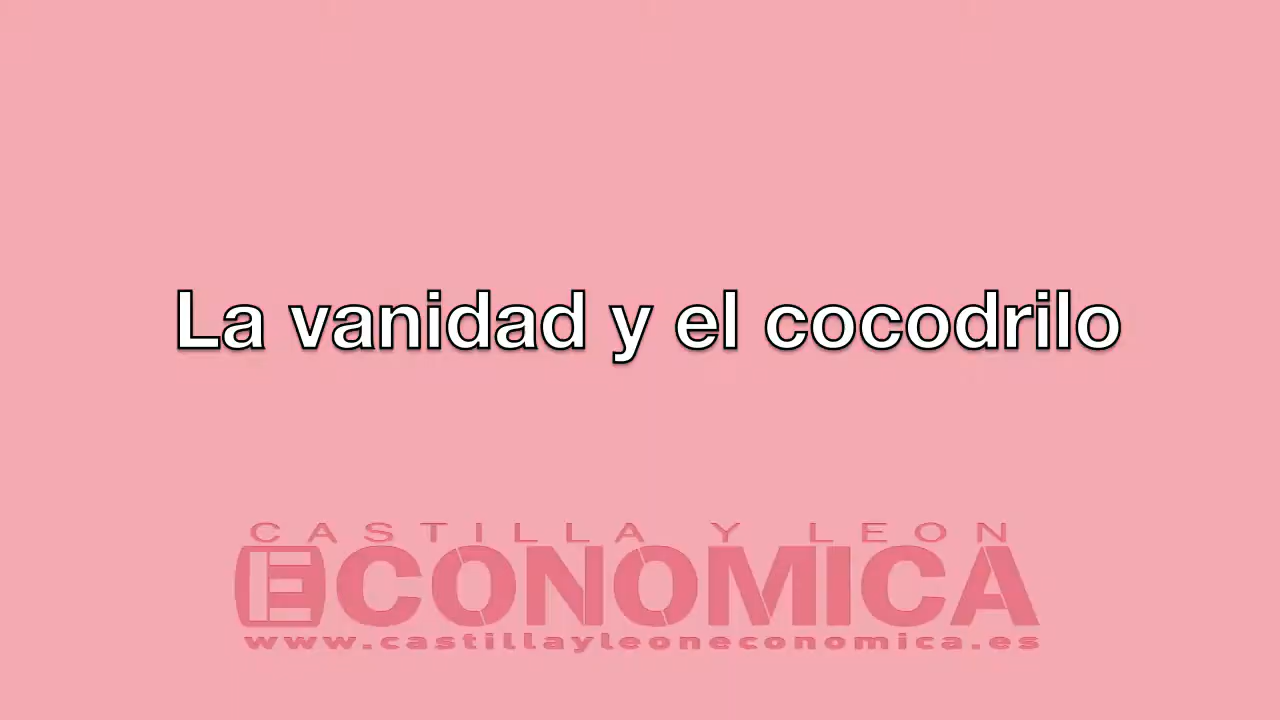 La vanidad y el cocodrilo
CASTILLA Y LEON
ECONOMICA
www.castillayleoneconomica.es